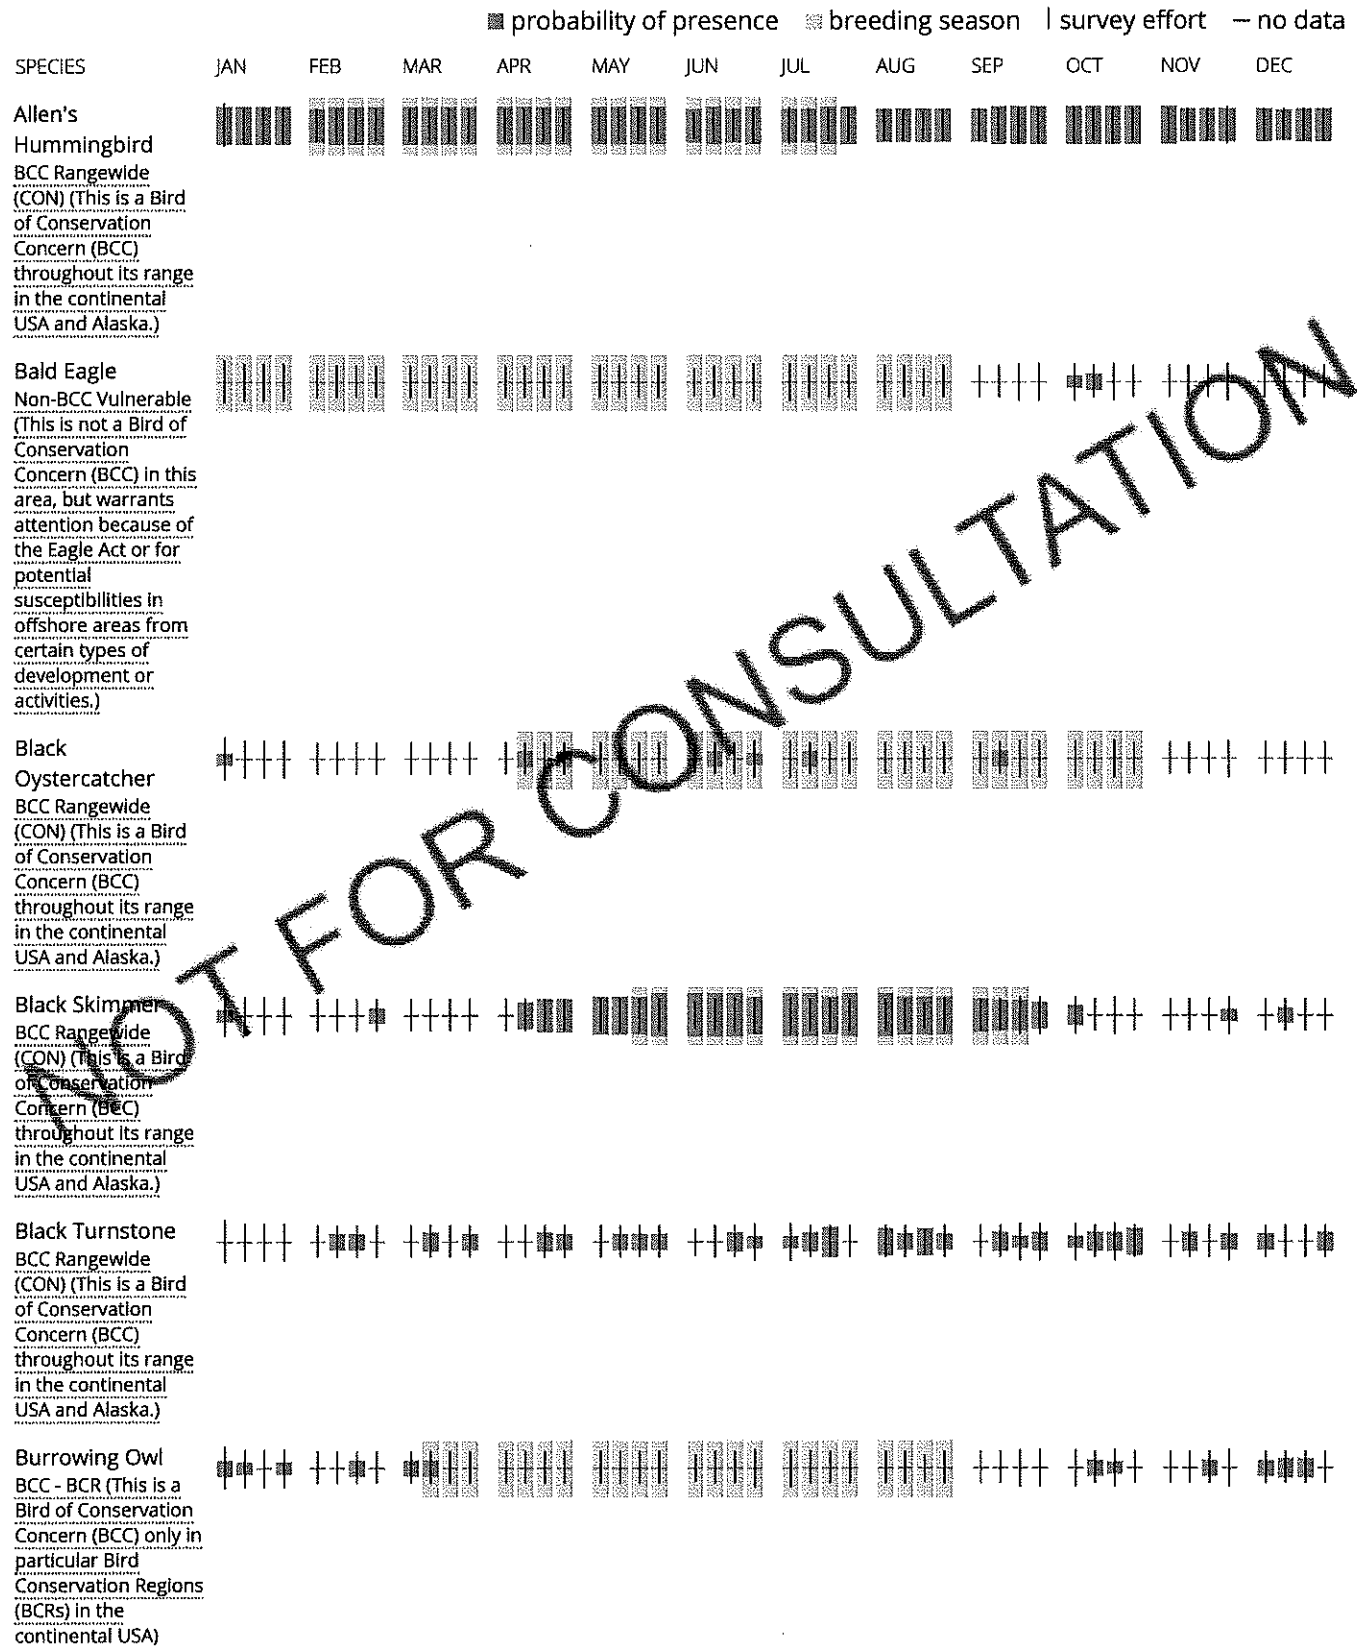 probability of presence breeding season survey effort no data
SPECIES JAN FEB MAR APR MAY JUN JUL AUG SEP OCT NOV DEC
Allen's
Hummingbird
BCC Rangewide
(CON) (This is a Bird
of Conservation
Concern (BCC)
throughout its range
in the continental
USA and Alaska.)
Bald Eagle
Non-BCC Vulnerable
(This is not a Bird of
Conservation
Concern (BCC) in this
area, but warrants
attention because of
the Eagle Act or for
potential
susceptibilities in
offshore areas from
certain types of
development or
activities.)
Black
Oystercatcher
BCC Rangewide
(CON) (This is a Bird
of Conservation
Concern (BCC)
throughout its range
in the continental
USA and Alaska.)
Black Skimmer
BCC Rangewide
(CON) (This is a Bird
of Conservation
Concern (BCC)
throughout its range
in the continental
USA and Alaska.)
Black Turnstone
BCC Rangewide
(CON) (This is a Bird
of Conservation
Concern (BCC)
throughout its range
in the continental
USA and Alaska.)
Burrowing Owl
BCC - BCR (This is a
Bird of Conservation
Concern (BCC) only in
particular Bird
Conservation Regions
(BCRs) in the
continental USA)
NOT FOR CONSULTATION